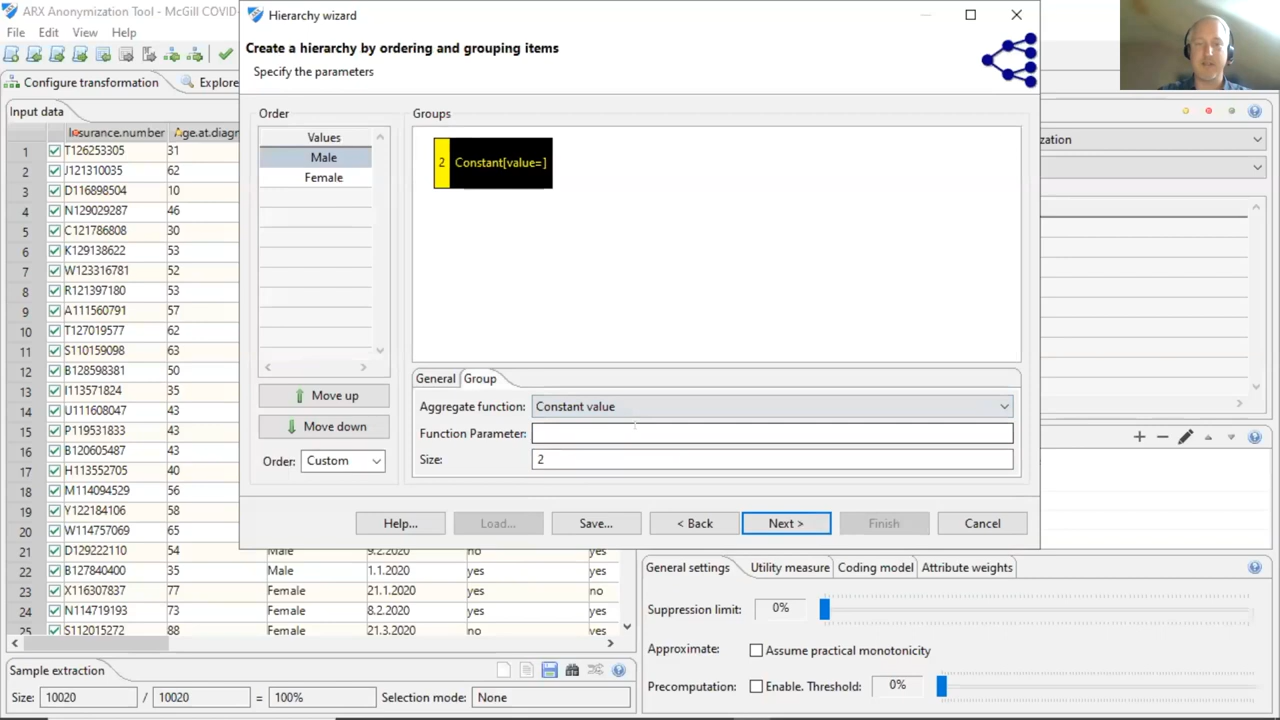 ARX Anonymization Tool - McGill COVID-
File Edit View Help
Configure transformation
Explore
Input data
Insurance.number
Age.at.diagn
1 T126253305 31
2 J121310035 62
3 D116898504 10
4 N129029287 46
5 C121786808 30
6 K129138622 53
7 W123316781 52
8 R121397180 53
9 A111560791 57
10 T127019577 62
11 S110159098 63
12 B128598381 50
13 I113571824 35
14 U111608047 43
15 P119531833 43
16 B120605487 43
17 H113552705 40
18 M114094529 56
19 Y122184106 58
20 W114757069 65
21 D129222110 54 Male 9.2.2020 no yes
22 B127840400 35 Male 1.1.2020 yes yes
23 X116307837 77 Female 21.1.2020 yes no
24 N114719193 73 Female 8.2.2020 yes yes
25 S112015272 88 Female 21.3.2020 no yes
Sample extraction
Size: 10020 / 10020 = 100% Selection mode: None
Hierarchy wizard
Create a hierarchy by ordering and grouping items
Specify the parameters
Order
Values
Male
Female
Move up
Move down
Order: Custom
Groups
2 Constant[value=]
General Group
Aggregate function: Constant value
Function Parameter:
Size: 2
Help... Load... Save... < Back Next > Finish Cancel
zation
General settings Utility measure Coding model Attribute weights
Suppression limit: 0%
Approximate: Assume practical monotonicity
Precomputation: Enable. Threshold: 0%